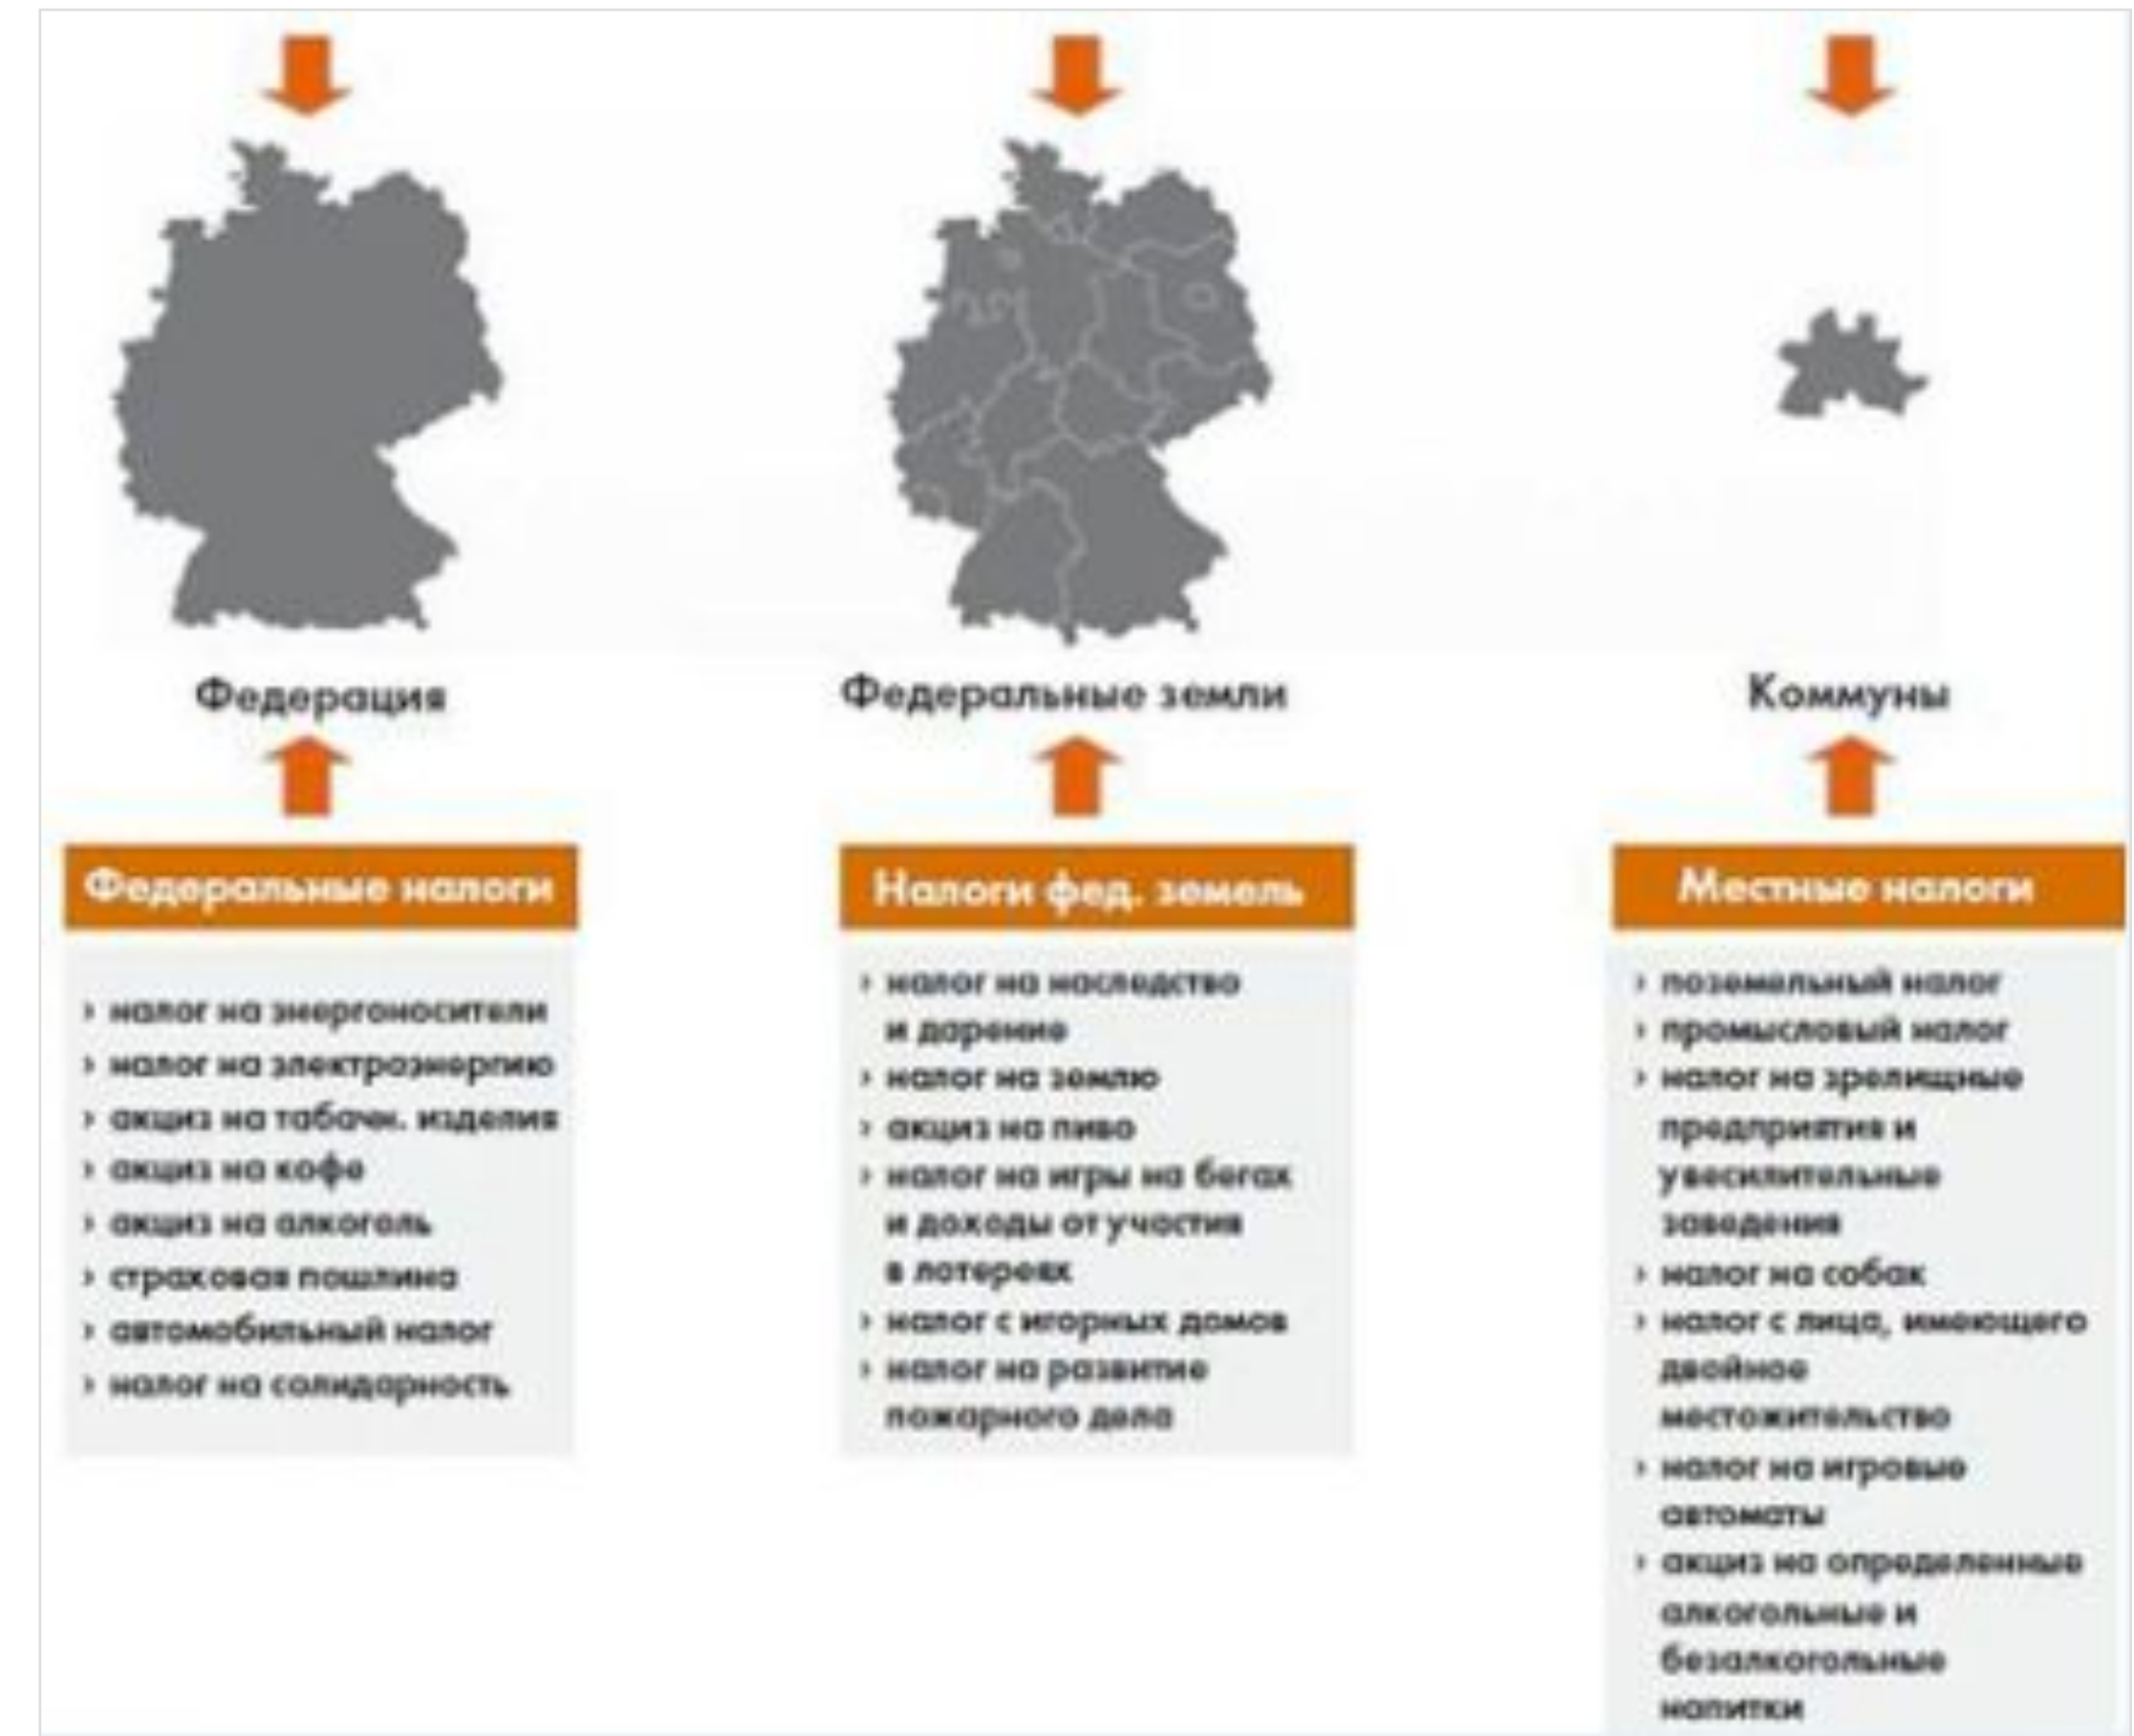 Федерация
Федеральные земли
Коммуны
Федеральные налоги
› налог на энергоносители
› налог на электроэнергию
› акциз на табачн. изделия
› акциз на кофе
› акциз на алкоголь
› страховая пошлина
› автомобильный налог
› налог на солидарность
Налоги фед. земель
› налог на наследство
и дарение
› налог на землю
› акциз на пиво
› налог на игры на бегах
и доходы от участия
в лотереях
› налог с игорных домов
› налог на развитие
пожарного дела
Местные налоги
› поземельный налог
› промысловый налог
› налог на зрелищные
предприятия и
увесилительные
заведения
› налог на собак
› налог с лица, имеющего
двойное
местожительство
› налог на игровые
автоматы
› акциз на определенные
алкогольные и
безалкогольные
напитки